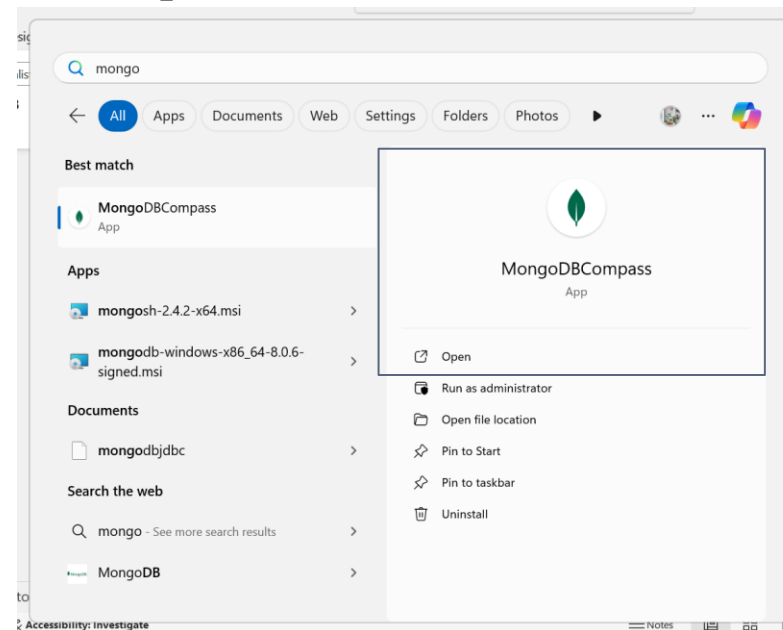 mongo
All Apps Documents Web Settings Folders Photos
Best match
MongoDBCompass
App
Apps
mongosh-2.4.2-x64.msi
mongodb-windows-x86_64-8.0.6-
signed.msi
Documents
mongodbjdbc
Search the web
mongo - See more search results
MongoDB
MongoDBCompass
App
Open
Run as administrator
Open file location
Pin to Start
Pin to taskbar
Uninstall
Accessibility: Investigate
Notes